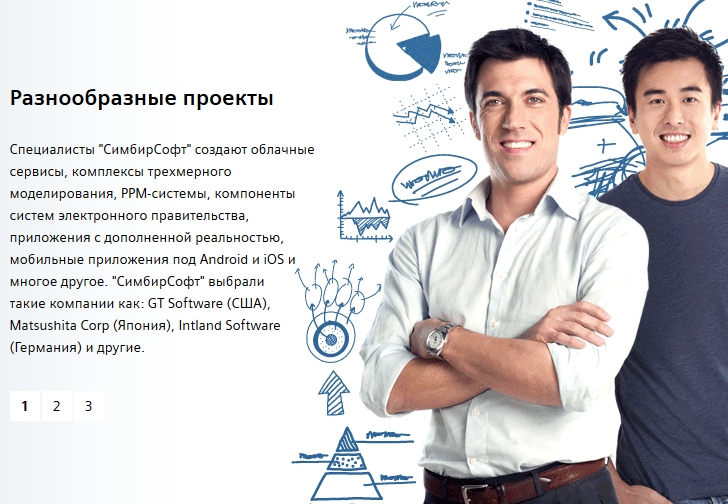 Разнообразные проекты
Специалисты "СимбирСофт" создают облачные
сервисы, комплексы трехмерного
моделирования, PPM-системы, компоненты
систем электронного правительства,
приложения с дополненной реальностью,
мобильные приложения под Android и iOS и
многое другое. "СимбирСофт" выбрали
такие компании как: GT Software (США),
Matsushita Corp (Япония), Intland Software
(Германия) и другие.
1 2 3